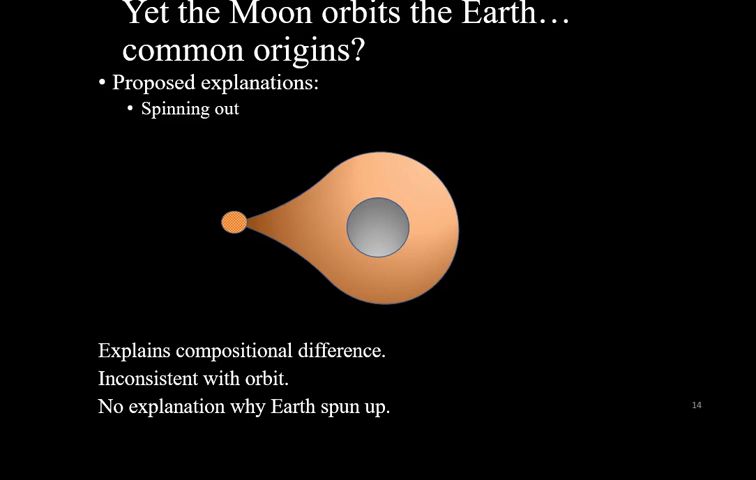 Yet the Moon orbits the Earth…
common origins?
• Proposed explanations:
• Spinning out
Explains compositional difference.
Inconsistent with orbit.
No explanation why Earth spun up.
14